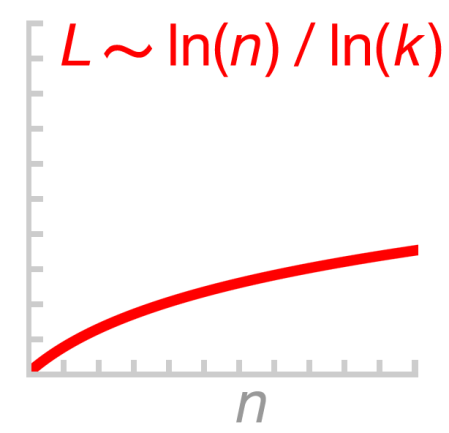 L ~ ln(n) / ln(k)
n